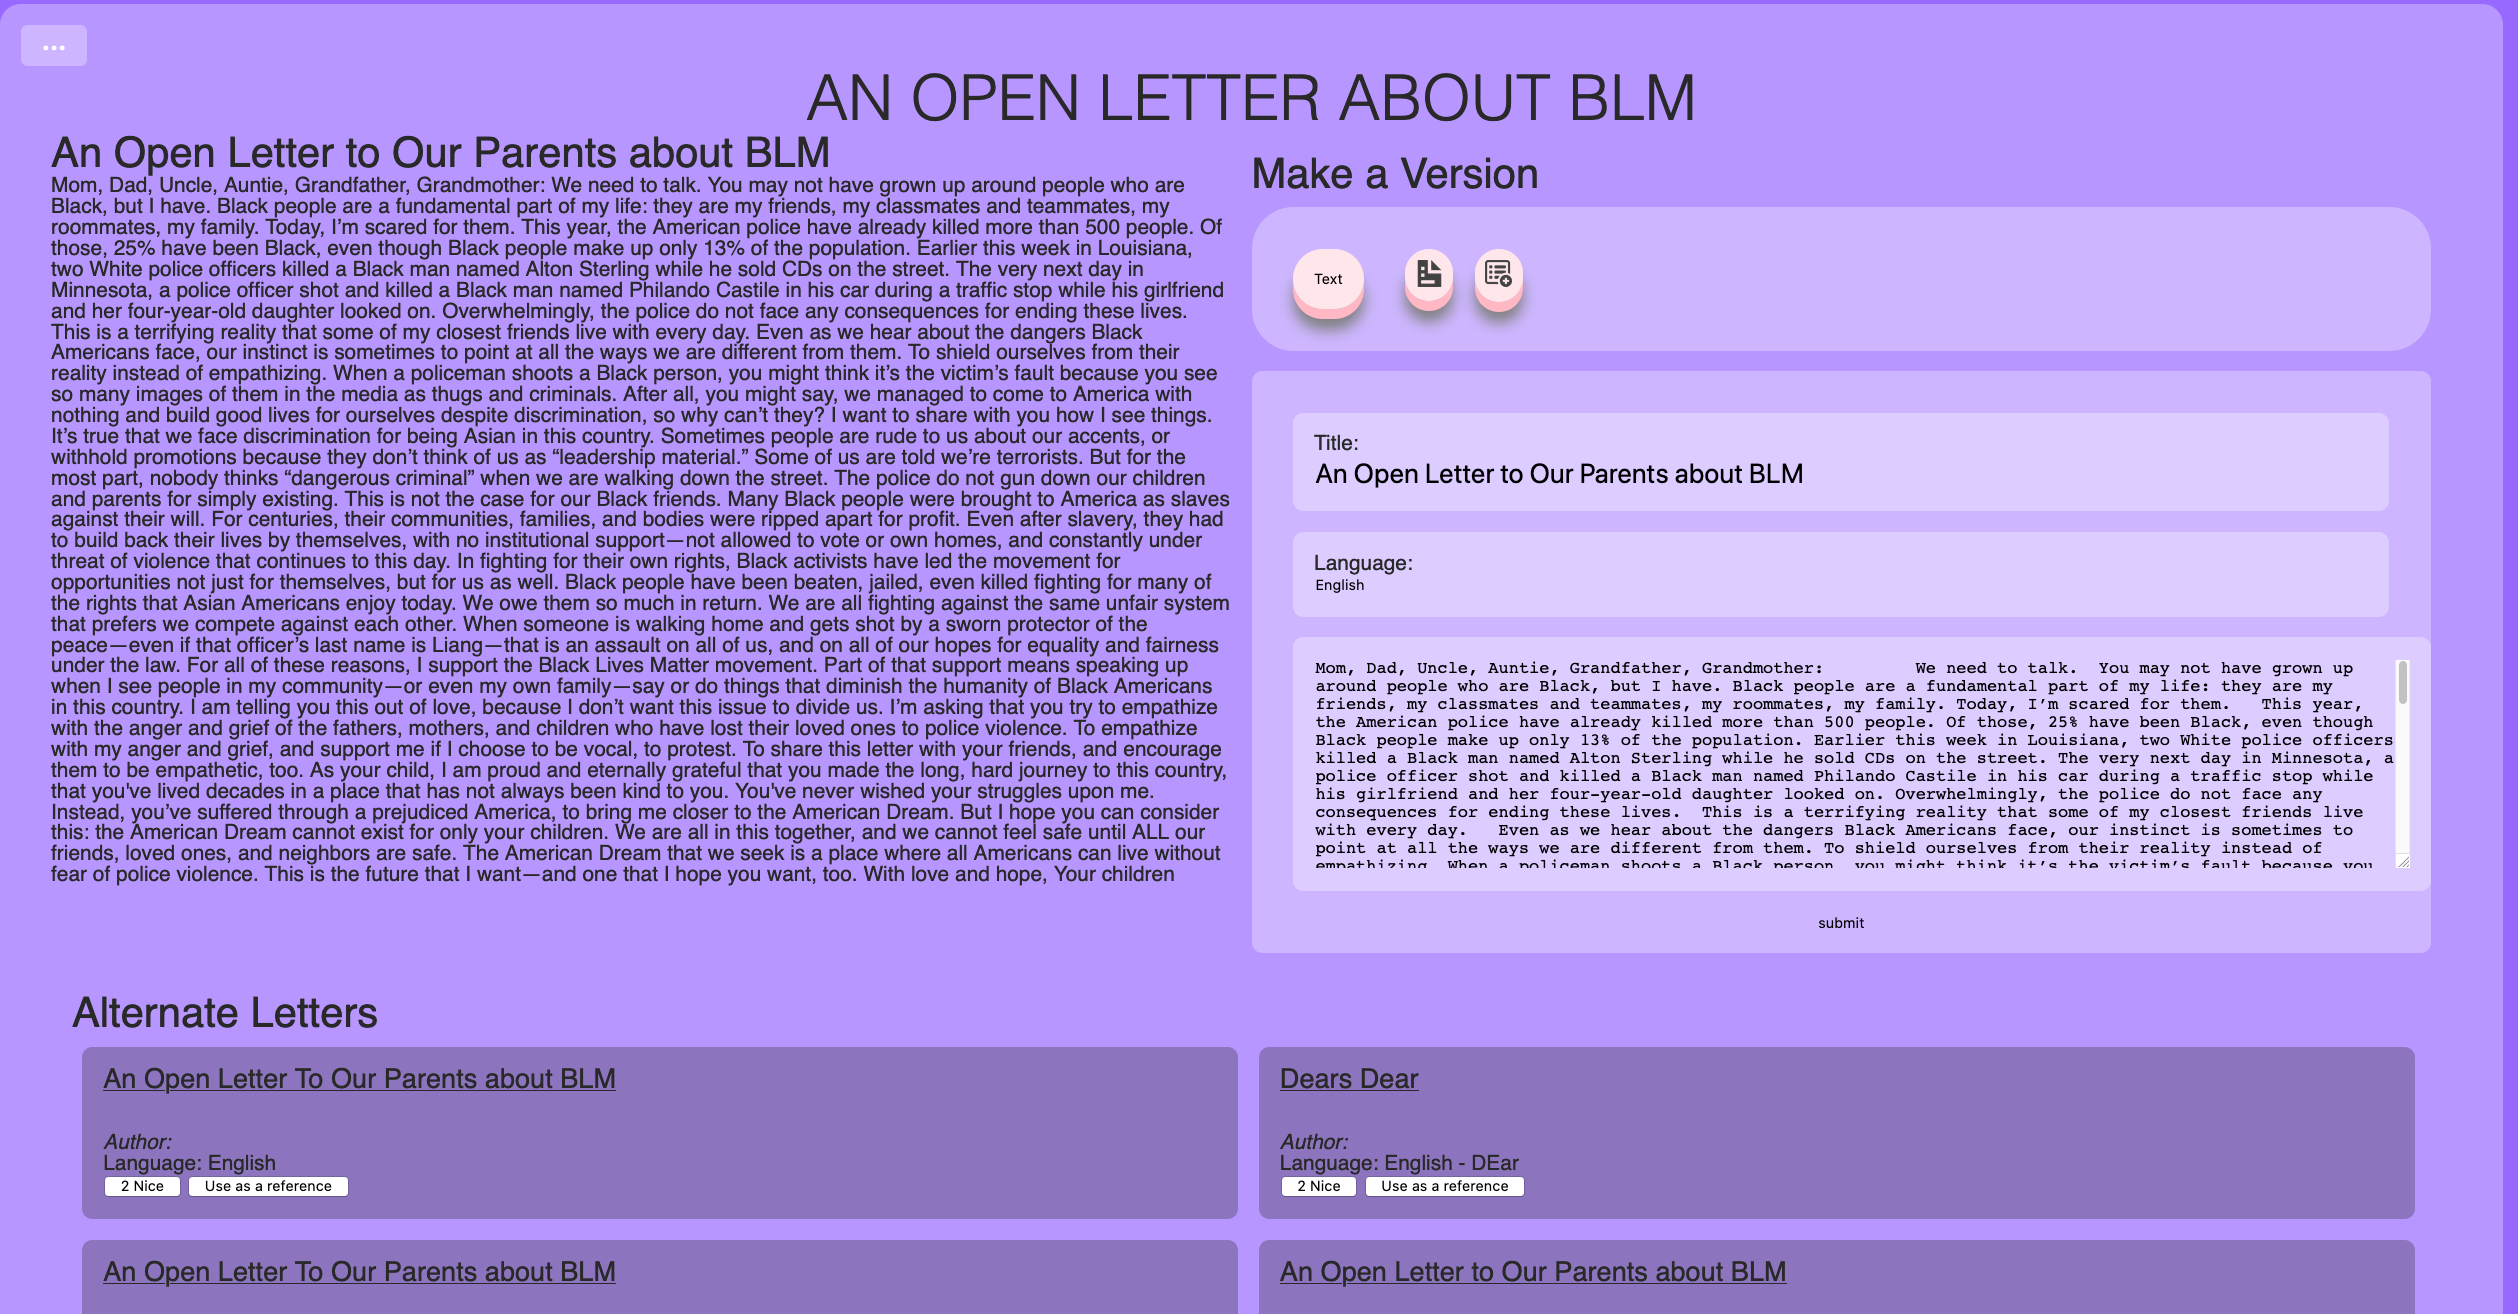 ...
AN OPEN LETTER ABOUT BLM
An Open Letter to Our Parents about BLM
Mom, Dad, Uncle, Auntie, Grandfather, Grandmother: We need to talk. You may not have grown up around people who are
Black, but I have. Black people are a fundamental part of my life: they are my friends, my classmates and teammates, my
roommates, my family. Today, I’m scared for them. This year, the American police have already killed more than 500 people. Of
those, 25% have been Black, even though Black people make up only 13% of the population. Earlier this week in Louisiana,
two White police officers killed a Black man named Alton Sterling while he sold CDs on the street. The very next day in
Minnesota, a police officer shot and killed a Black man named Philando Castile in his car during a traffic stop while his girlfriend
and her four-year-old daughter looked on. Overwhelmingly, the police do not face any consequences for ending these lives.
This is a terrifying reality that some of my closest friends live with every day. Even as we hear about the dangers Black
Americans face, our instinct is sometimes to point at all the ways we are different from them. To shield ourselves from their
reality instead of empathizing. When a policeman shoots a Black person, you might think it’s the victim’s fault because you see
so many images of them in the media as thugs and criminals. After all, you might say, we managed to come to America with
nothing and build good lives for ourselves despite discrimination, so why can’t they? I want to share with you how I see things.
It’s true that we face discrimination for being Asian in this country. Sometimes people are rude to us about our accents, or
withhold promotions because they don’t think of us as “leadership material.” Some of us are told we’re terrorists. But for the
most part, nobody thinks “dangerous criminal” when we are walking down the street. The police do not gun down our children
and parents for simply existing. This is not the case for our Black friends. Many Black people were brought to America as slaves
against their will. For centuries, their communities, families, and bodies were ripped apart for profit. Even after slavery, they had
to build back their lives by themselves, with no institutional support—not allowed to vote or own homes, and constantly under
threat of violence that continues to this day. In fighting for their own rights, Black activists have led the movement for
opportunities not just for themselves, but for us as well. Black people have been beaten, jailed, even killed fighting for many of
the rights that Asian Americans enjoy today. We owe them so much in return. We are all fighting against the same unfair system
that prefers we compete against each other. When someone is walking home and gets shot by a sworn protector of the
peace—even if that officer’s last name is Liang—that is an assault on all of us, and on all of our hopes for equality and fairness
under the law. For all of these reasons, I support the Black Lives Matter movement. Part of that support means speaking up
when I see people in my community—or even my own family—say or do things that diminish the humanity of Black Americans
in this country. I am telling you this out of love, because I don’t want this issue to divide us. I’m asking that you try to empathize
with the anger and grief of the fathers, mothers, and children who have lost their loved ones to police violence. To empathize
with my anger and grief, and support me if I choose to be vocal, to protest. To share this letter with your friends, and encourage
them to be empathetic, too. As your child, I am proud and eternally grateful that you made the long, hard journey to this country,
that you've lived decades in a place that has not always been kind to you. You've never wished your struggles upon me.
Instead, you’ve suffered through a prejudiced America, to bring me closer to the American Dream. But I hope you can consider
this: the American Dream cannot exist for only your children. We are all in this together, and we cannot feel safe until ALL our
friends, loved ones, and neighbors are safe. The American Dream that we seek is a place where all Americans can live without
fear of police violence. This is the future that I want—and one that I hope you want, too. With love and hope, Your children
Make a Version
Text
Title:
An Open Letter to Our Parents about BLM
Language:
English
Mom, Dad, Uncle, Auntie, Grandfather, Grandmother: We need to talk. You may not have grown up
around people who are Black, but I have. Black people are a fundamental part of my life: they are my
friends, my classmates and teammates, my roommates, my family. Today, I’m scared for them. This year,
the American police have already killed more than 500 people. Of those, 25% have been Black, even though
Black people make up only 13% of the population. Earlier this week in Louisiana, two White police officers
killed a Black man named Alton Sterling while he sold CDs on the street. The very next day in Minnesota, a
police officer shot and killed a Black man named Philando Castile in his car during a traffic stop while
his girlfriend and her four-year-old daughter looked on. Overwhelmingly, the police do not face any
consequences for ending these lives. This is a terrifying reality that some of my closest friends live
with every day. Even as we hear about the dangers Black Americans face, our instinct is sometimes to
point at all the ways we are different from them. To shield ourselves from their reality instead of
empathizing. When a policeman shoots a Black person, you might think it’s the victim’s fault because you
submit
Alternate Letters
An Open Letter To Our Parents about BLM
Author:
Language: English
2 Nice Use as a reference
Dears Dear
Author:
Language: English - DEar
2 Nice Use as a reference
An Open Letter To Our Parents about BLM
An Open Letter to Our Parents about BLM